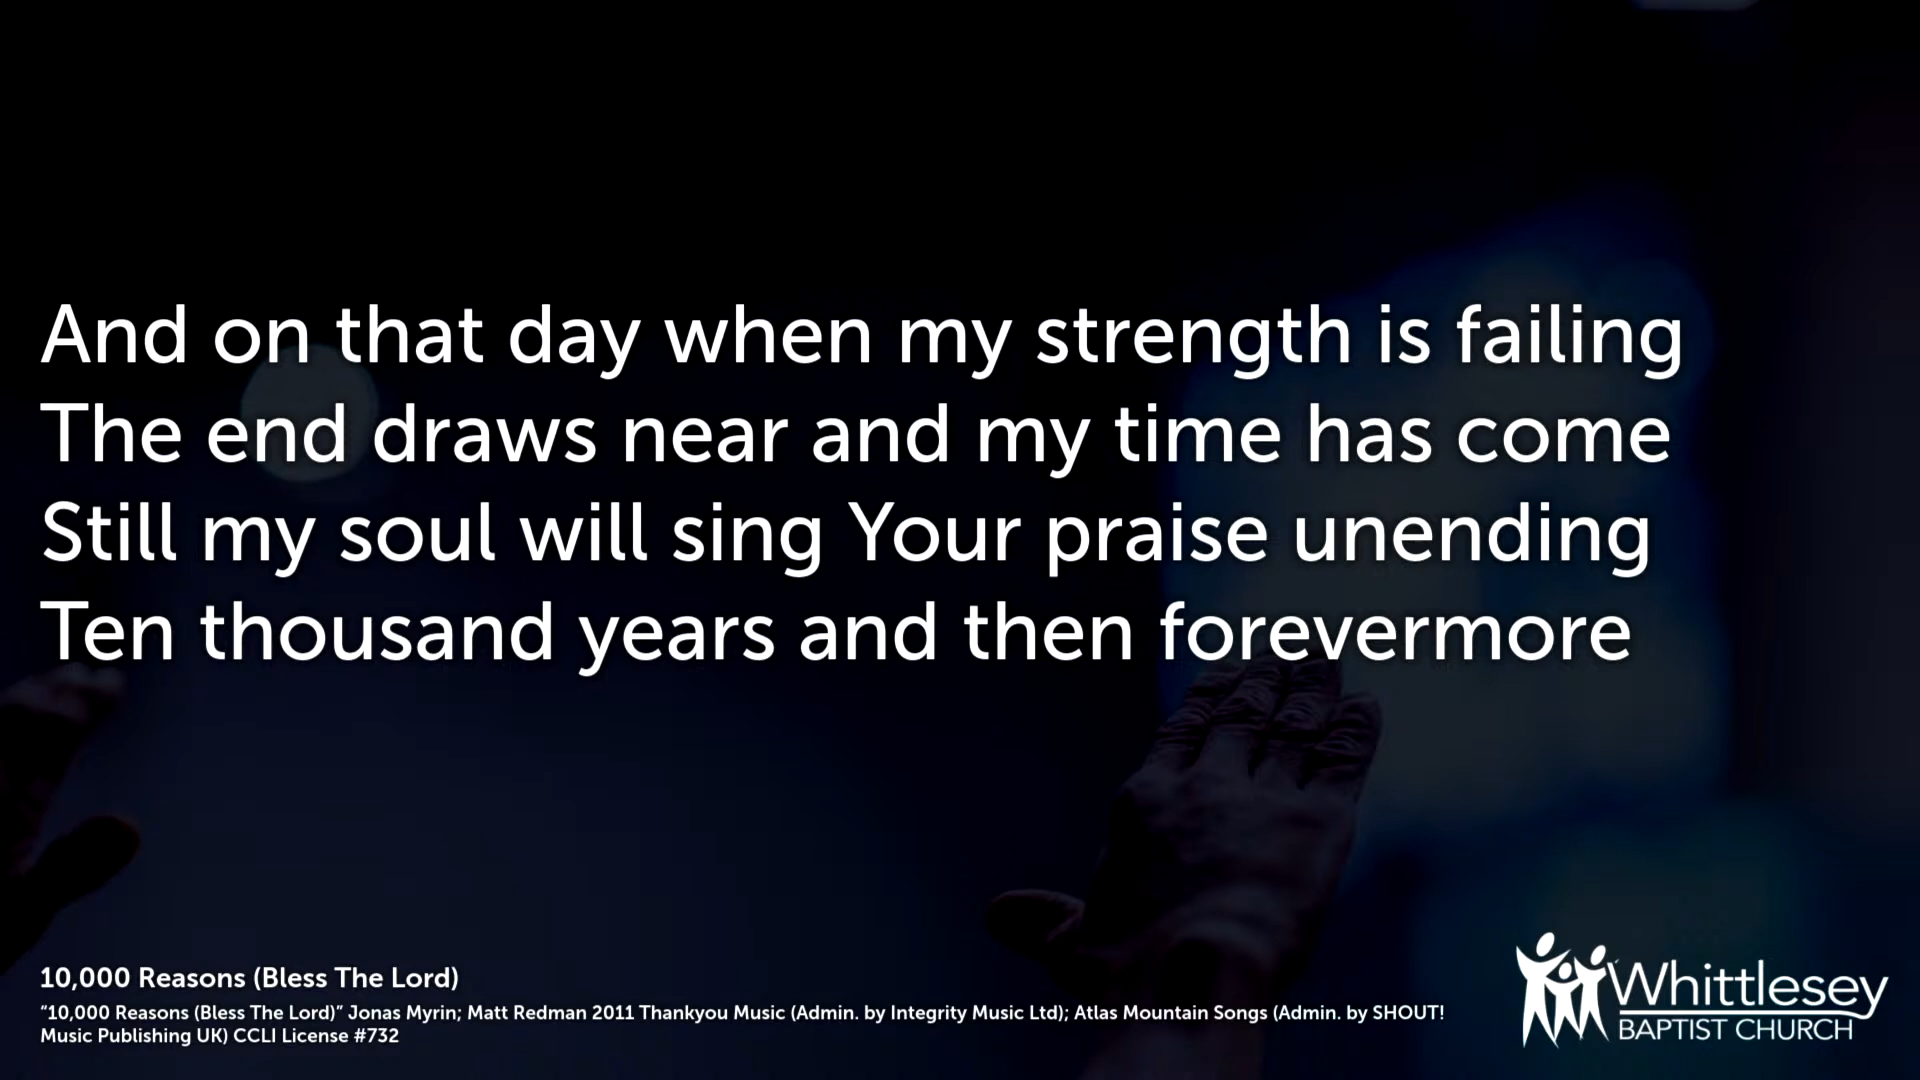 And on that day when my strength is failing
The end draws near and my time has come
Still my soul will sing Your praise unending
Ten thousand years and then forevermore
10,000 Reasons (Bless The Lord)
“10,000 Reasons (Bless The Lord)” Jonas Myrin; Matt Redman 2011 Thankyou Music (Admin. by Integrity Music Ltd); Atlas Mountain Songs (Admin. by SHOUT!
Music Publishing UK) CCLI License #732
Whittlesey
BAPTIST CHURCH